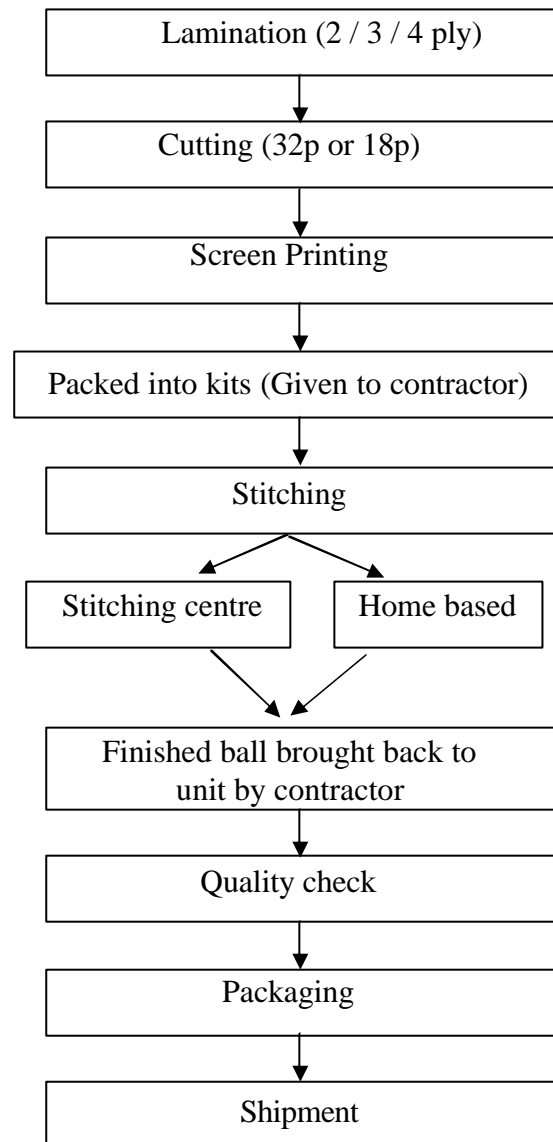 Lamination (2 / 3 / 4 ply)
Cutting (32p or 18p)
Screen Printing
Packed into kits (Given to contractor)
Stitching
Stitching centre
Home based
Finished ball brought back to
unit by contractor
Quality check
Packaging
Shipment